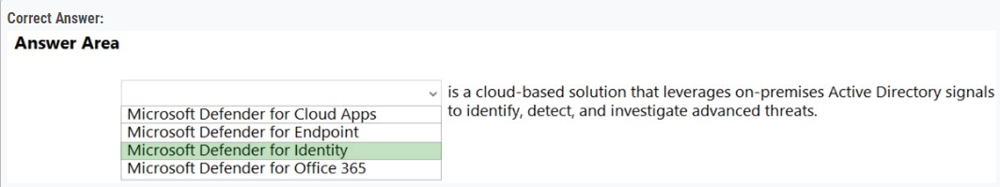 Correct Answer:
Answer Area
is a cloud-based solution that leverages on-premises Active Directory signals
to identify, detect, and investigate advanced threats.
Microsoft Defender for Cloud Apps
Microsoft Defender for Endpoint
Microsoft Defender for Identity
Microsoft Defender for Office 365